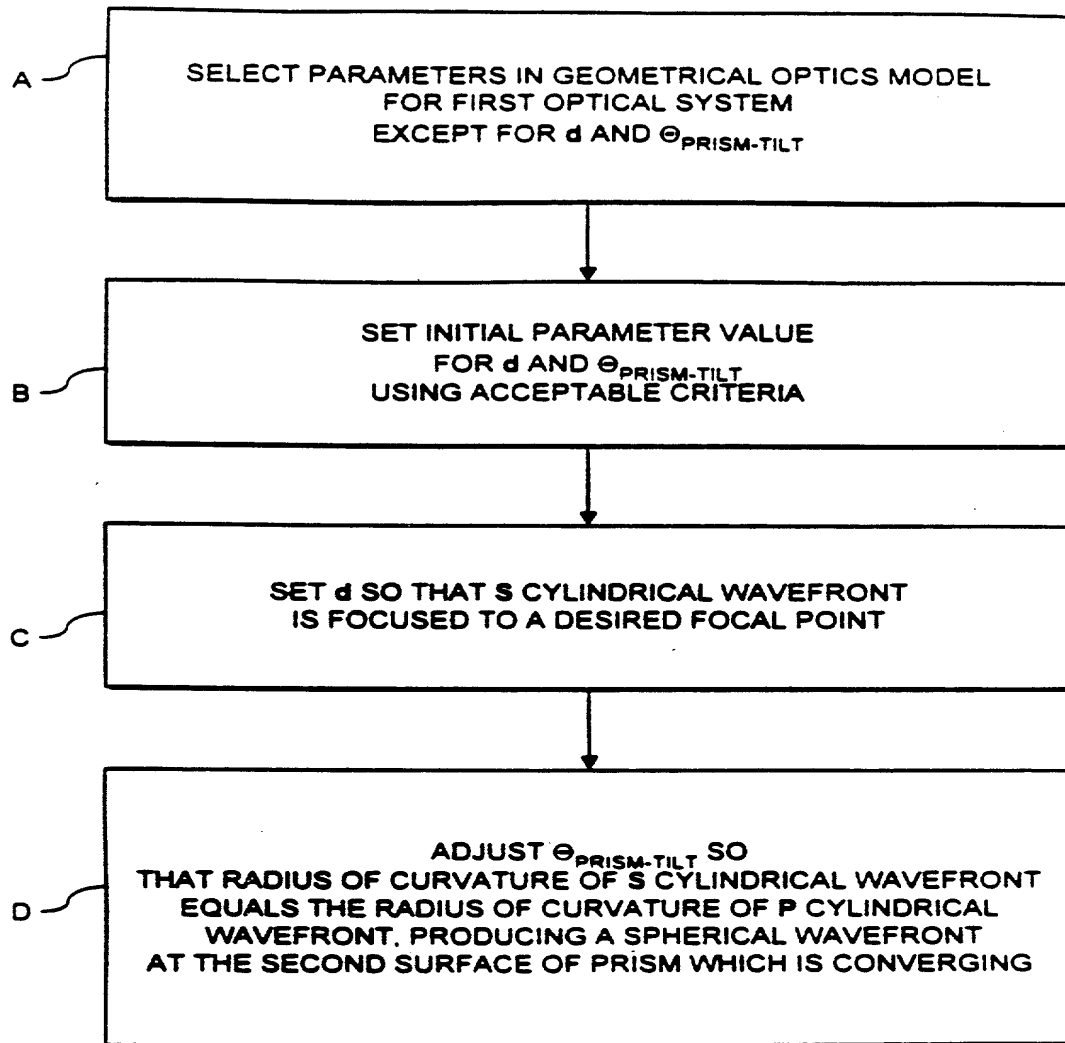 A
SELECT PARAMETERS IN GEOMETRICAL OPTICS MODEL
FOR FIRST OPTICAL SYSTEM
EXCEPT FOR d AND ΘPRISM-TILT
B
SET INITIAL PARAMETER VALUE
FOR d AND ΘPRISM-TILT
USING ACCEPTABLE CRITERIA
C
SET d SO THAT S CYLINDRICAL WAVEFRONT
IS FOCUSED TO A DESIRED FOCAL POINT
D
ADJUST ΘPRISM-TILT SO
THAT RADIUS OF CURVATURE OF S CYLINDRICAL WAVEFRONT
EQUALS THE RADIUS OF CURVATURE OF P CYLINDRICAL
WAVEFRONT, PRODUCING A SPHERICAL WAVEFRONT
AT THE SECOND SURFACE OF PRISM WHICH IS CONVERGING